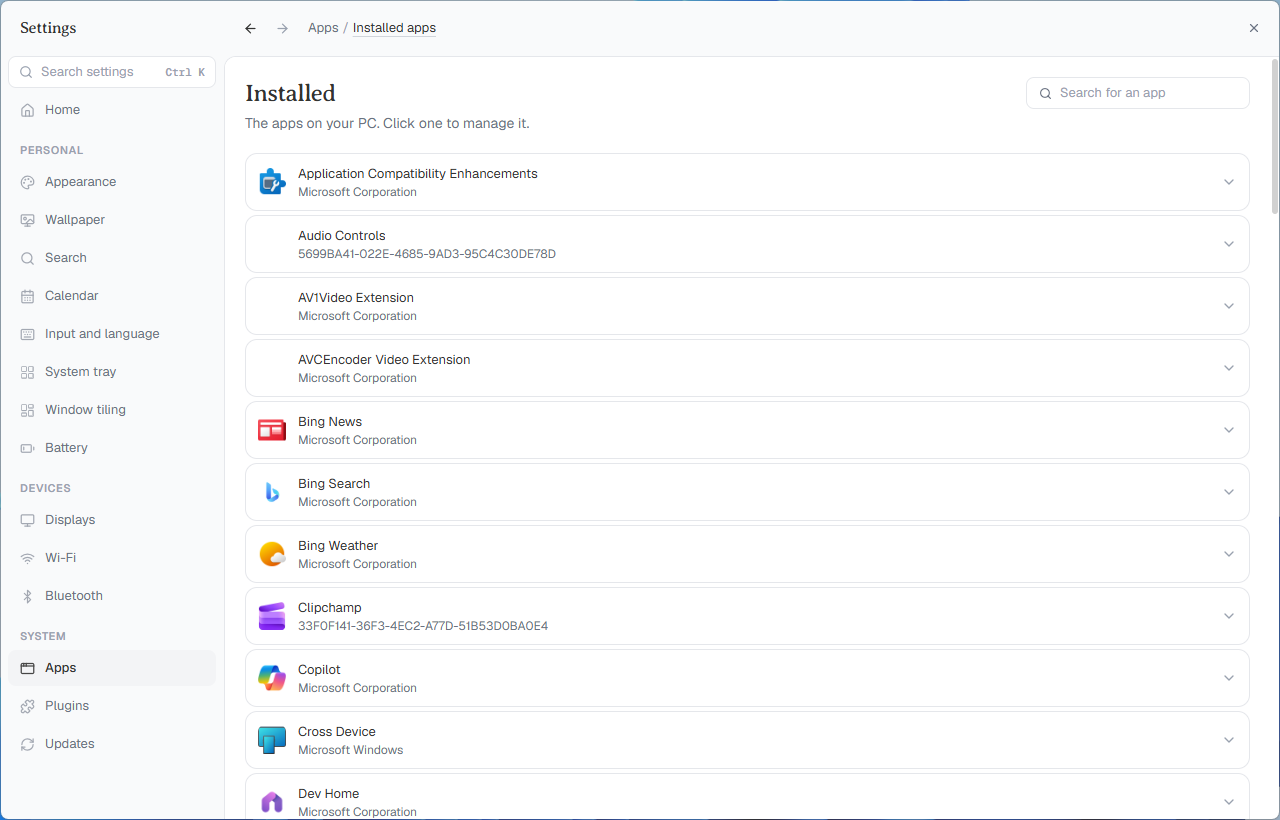 Settings
Apps / Installed apps
Search settings Ctrl K
Home
PERSONAL
Appearance
Wallpaper
Search
Calendar
Input and language
System tray
Window tiling
Battery
DEVICES
Displays
Wi-Fi
Bluetooth
SYSTEM
Apps
Plugins
Updates
Installed
Search for an app
The apps on your PC. Click one to manage it.
Application Compatibility Enhancements
Microsoft Corporation
Audio Controls
5699BA41-022E-4685-9AD3-95C4C30DE78D
AV1Video Extension
Microsoft Corporation
AVCEncoder Video Extension
Microsoft Corporation
Bing News
Microsoft Corporation
Bing Search
Microsoft Corporation
Bing Weather
Microsoft Corporation
Clipchamp
33F0F141-36F3-4EC2-A77D-51B53D0BA0E4
Copilot
Microsoft Corporation
Cross Device
Microsoft Windows
Dev Home
Microsoft Corporation